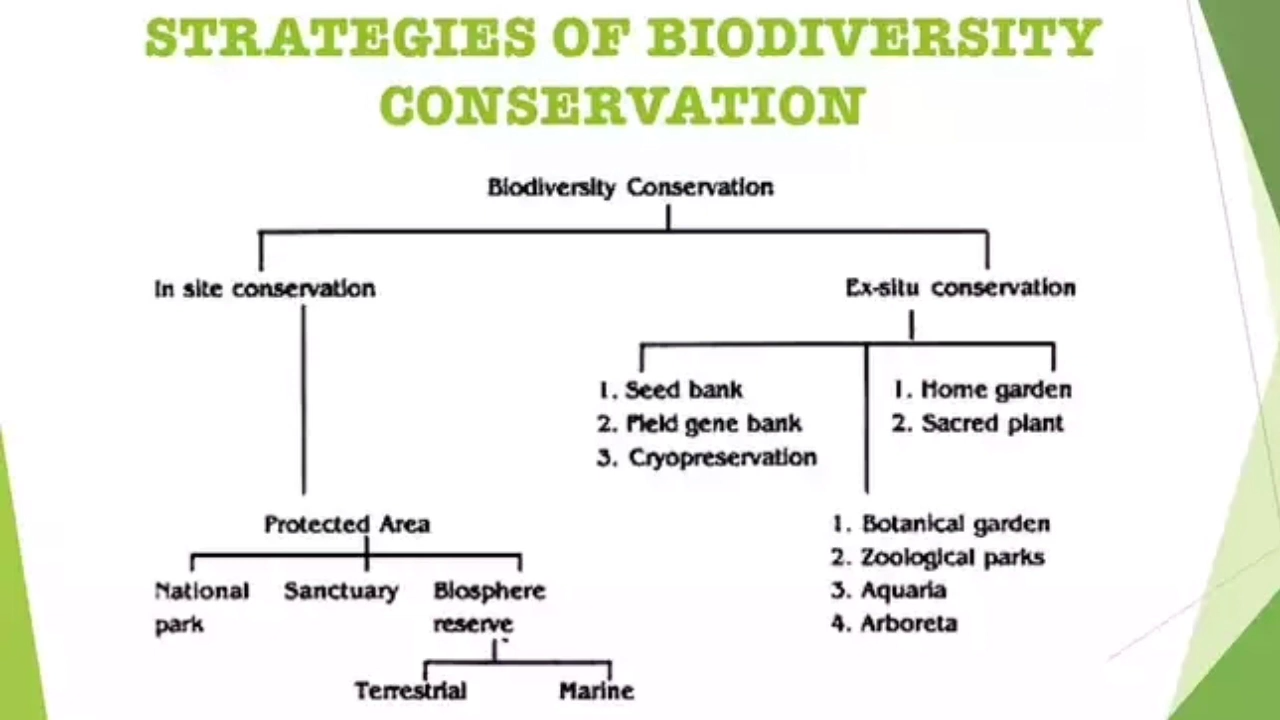 STRATEGIES OF BIODIVERSITY
CONSERVATION
Biodiversity Conservation
In site conservation
Ex-situ conservation
1. Seed bank
2. Field gene bank
3. Cryopreservation
1. Home garden
2. Sacred plant
Protected Area
National
park
Sanctuary
Biosphere
reserve
Terrestrial
Marine
1. Botanical garden
2. Zoological parks
3. Aquaria
4. Arboreta